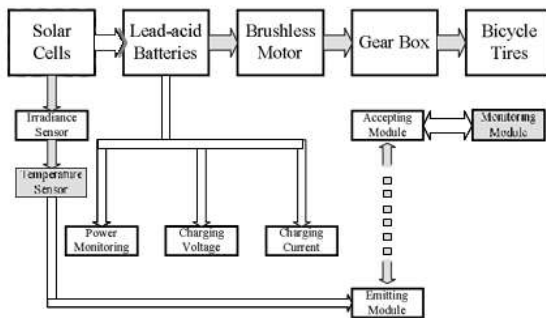 Solar
Cells
Lead-acid
Batteries
Brushless
Motor
Gear Box
Bicycle
Tires
Irradiance
Sensor
Accepting
Module
Monitoring
Module
Temperature
Sensor
Power
Monitoring
Charging
Voltage
Charging
Current
Emitting
Module